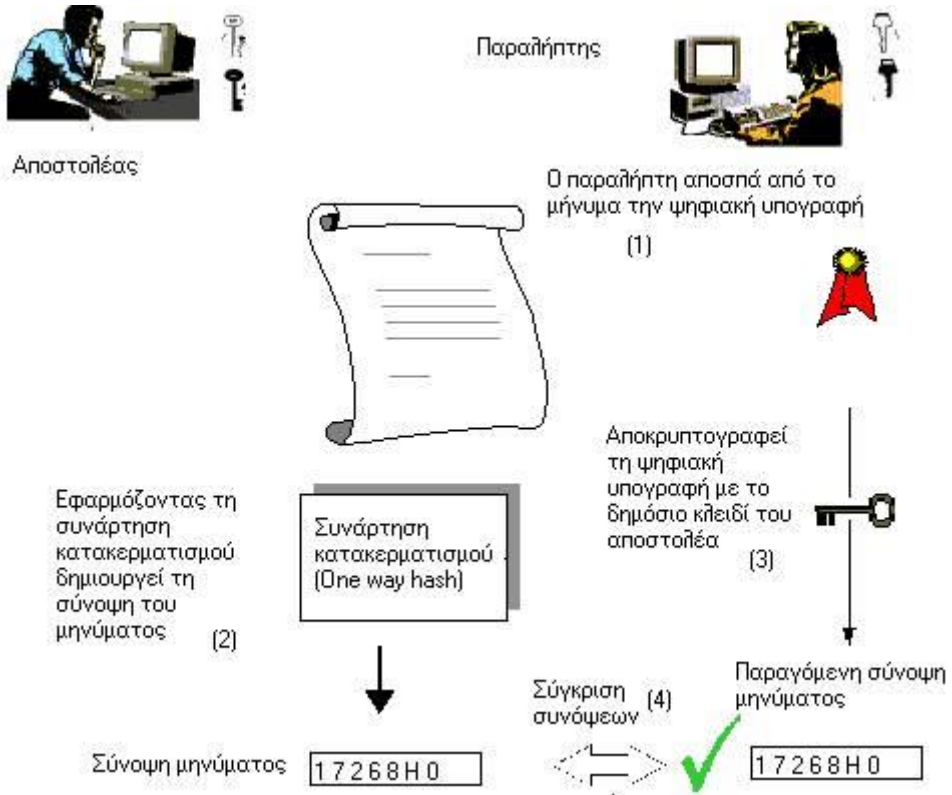 Παραλήπτης
Αποστολέας
Ο παραλήπτη αποσπά από το
μήνυμα την ψηφιακή υπογραφή
(1)
Αποκρυπτογραφεί
τη ψηφιακή
υπογραφή με το
δημόσιο κλειδί του
αποστολέα
(3)
Εφαρμόζοντας τη
συνάρτηση
κατακερματισμού
δημιουργεί τη
σύνοψη του
μηνύματος (2)
Συνάρτηση
κατακερματισμού
(One way hash)
Παραγόμενη σύνοψη
μηνύματος
Σύγκριση
συνόψεων (4)
Σύνοψη μηνύματος
17268H0
17268H0